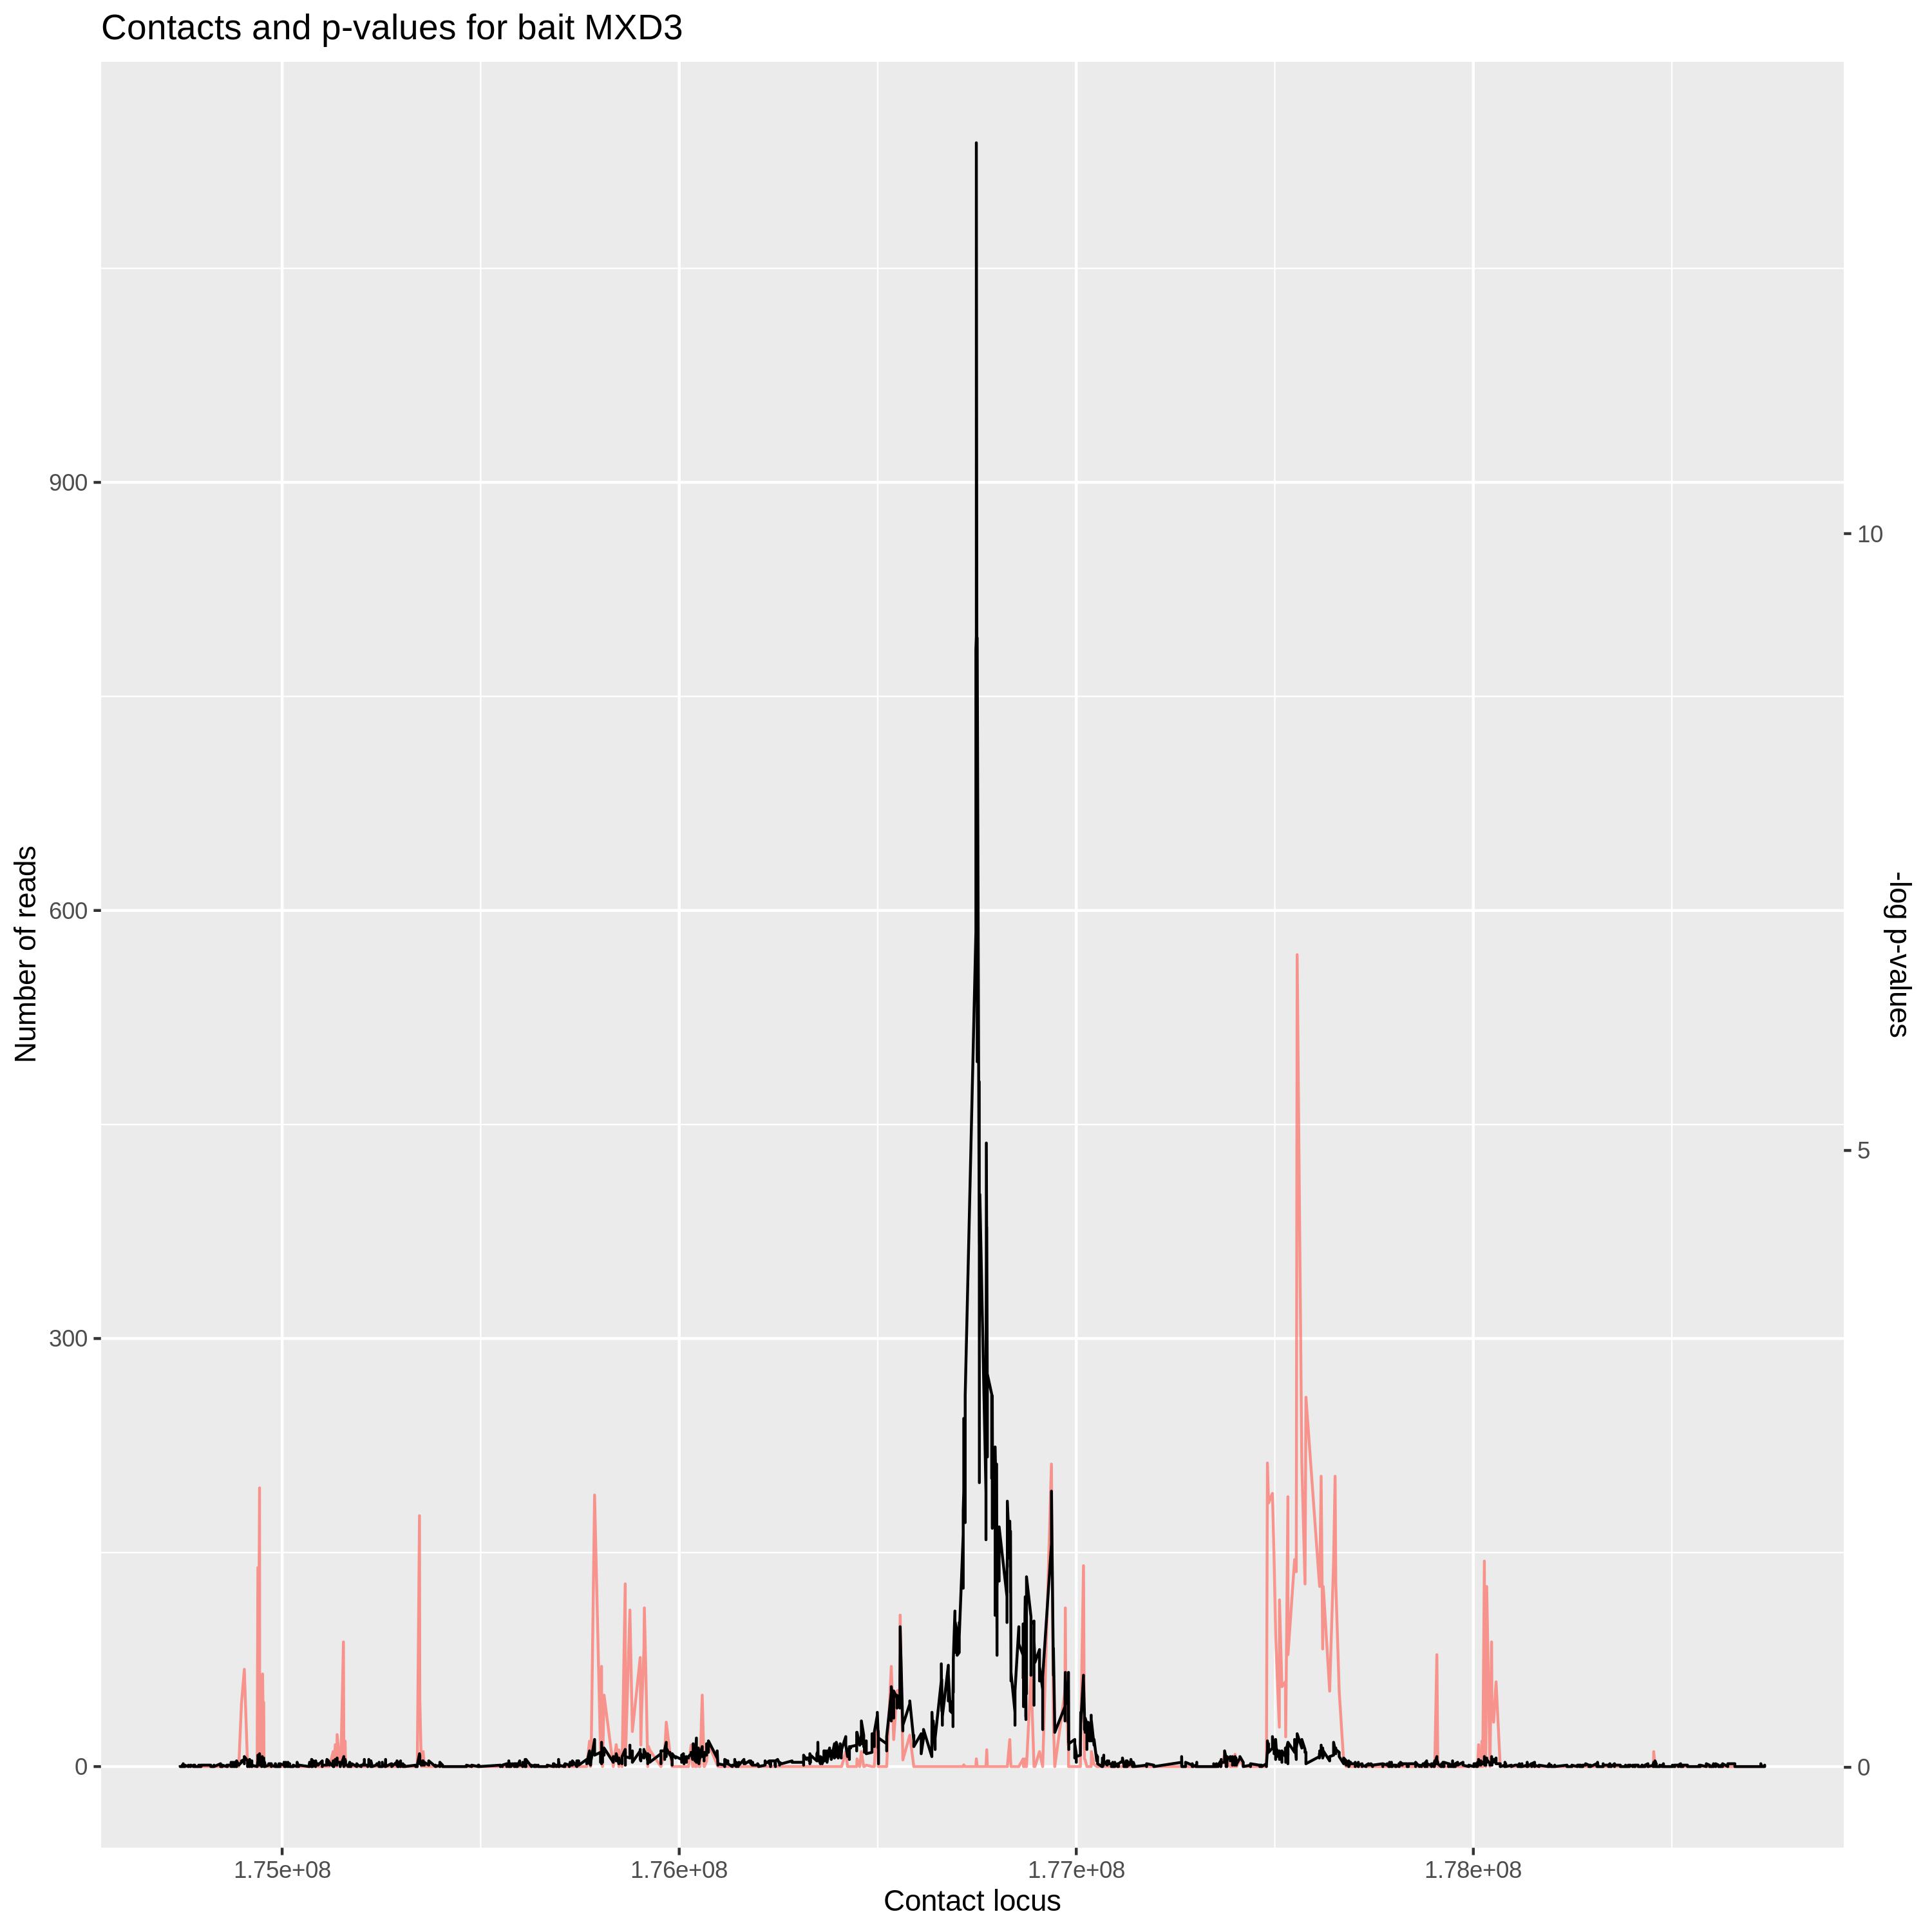 Contacts and p-values for bait MXD3
900
600
300
0
Number of reads
10
5
0
-log p-values
1.75e+08
1.76e+08
1.77e+08
1.78e+08
Contact locus